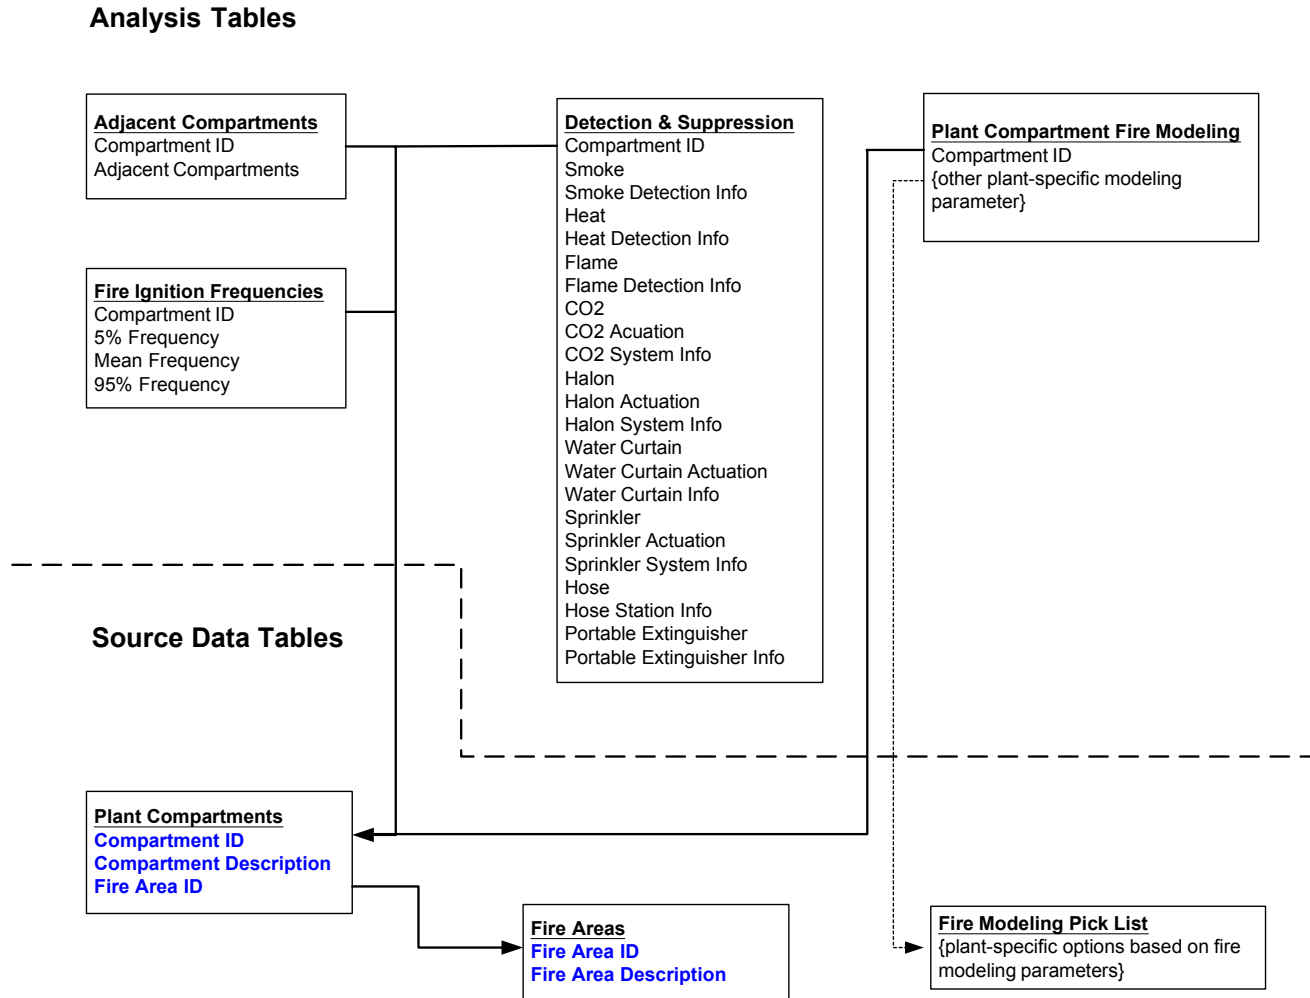 Analysis Tables
Adjacent Compartments
Compartment ID
Adjacent Compartments
Fire Ignition Frequencies
Compartment ID
5% Frequency
Mean Frequency
95% Frequency
Detection & Suppression
Compartment ID
Smoke
Smoke Detection Info
Heat
Heat Detection Info
Flame
Flame Detection Info
CO2
CO2 Acuation
CO2 System Info
Halon
Halon Actuation
Halon System Info
Water Curtain
Water Curtain Actuation
Water Curtain Info
Sprinkler
Sprinkler Actuation
Sprinkler System Info
Hose
Hose Station Info
Portable Extinguisher
Portable Extinguisher Info
Plant Compartment Fire Modeling
Compartment ID
{other plant-specific modeling
parameter}
Source Data Tables
Plant Compartments
Compartment ID
Compartment Description
Fire Area ID
Fire Areas
Fire Area ID
Fire Area Description
Fire Modeling Pick List
{plant-specific options based on fire
modeling parameters}